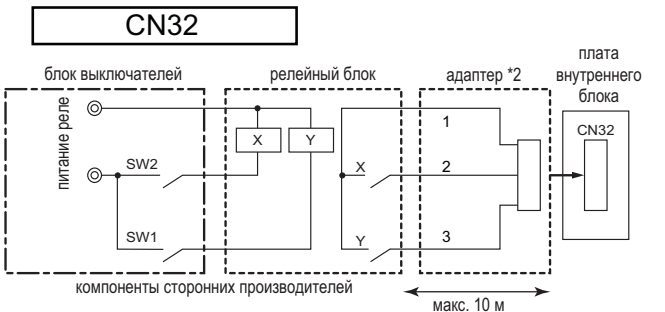 CN32
блок выключателей
релейный блок
адаптер *2
плата
внутреннего
блока
питание реле
X
Y
1
CN32
SW2
X
2
SW1
Y
3
компоненты сторонних производителей
макс. 10 м